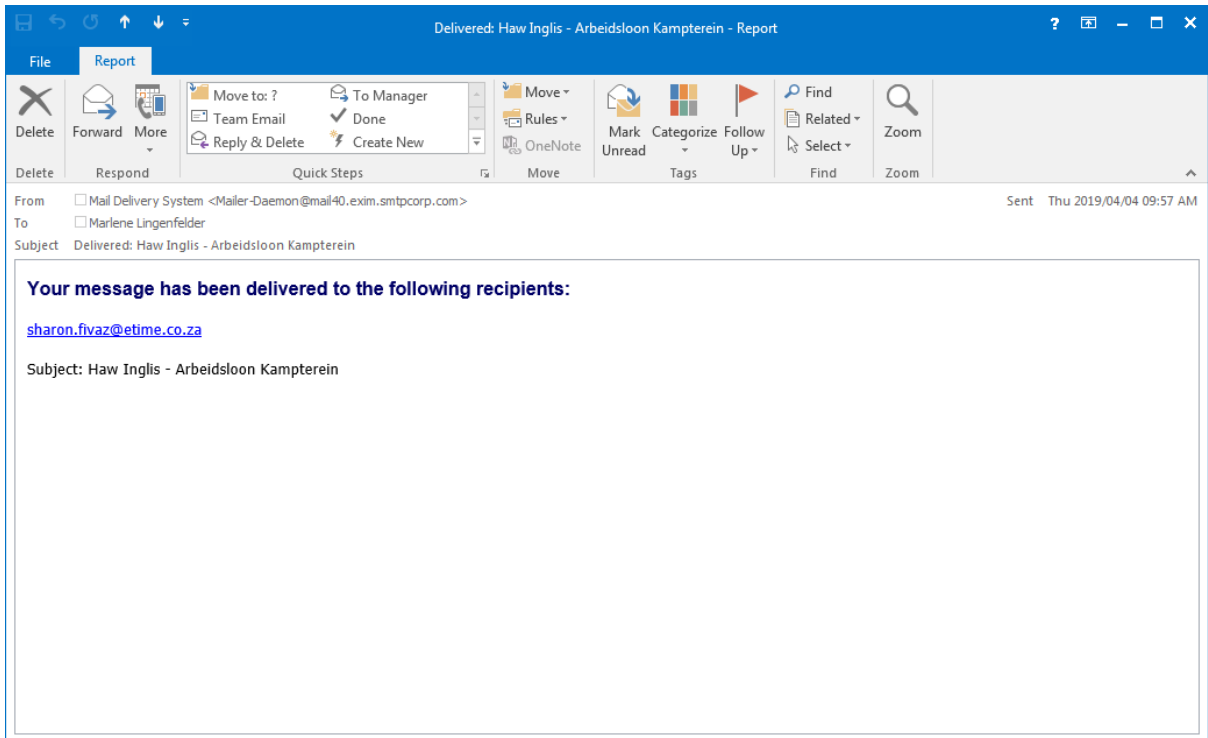 Delivered: Haw Inglis - Arbeidsloon Kampterein - Report
File Report
Delete
Forward
More
Move to: ?
To Manager
Team Email
Done
Reply & Delete
Create New
Move
Rules
OneNote
Mark Unread
Categorize
Follow Up
Find
Related
Select
Zoom
Delete Respond Quick Steps Move Tags Find Zoom
From Mail Delivery System <Mailer-Daemon@mail40.exim.smtpcorp.com> Sent Thu 2019/04/04 09:57 AM
To Marlene Lingenfelder
Subject Delivered: Haw Inglis - Arbeidsloon Kampterein
Your message has been delivered to the following recipients:
sharon.fivaz@etime.co.za
Subject: Haw Inglis - Arbeidsloon Kampterein